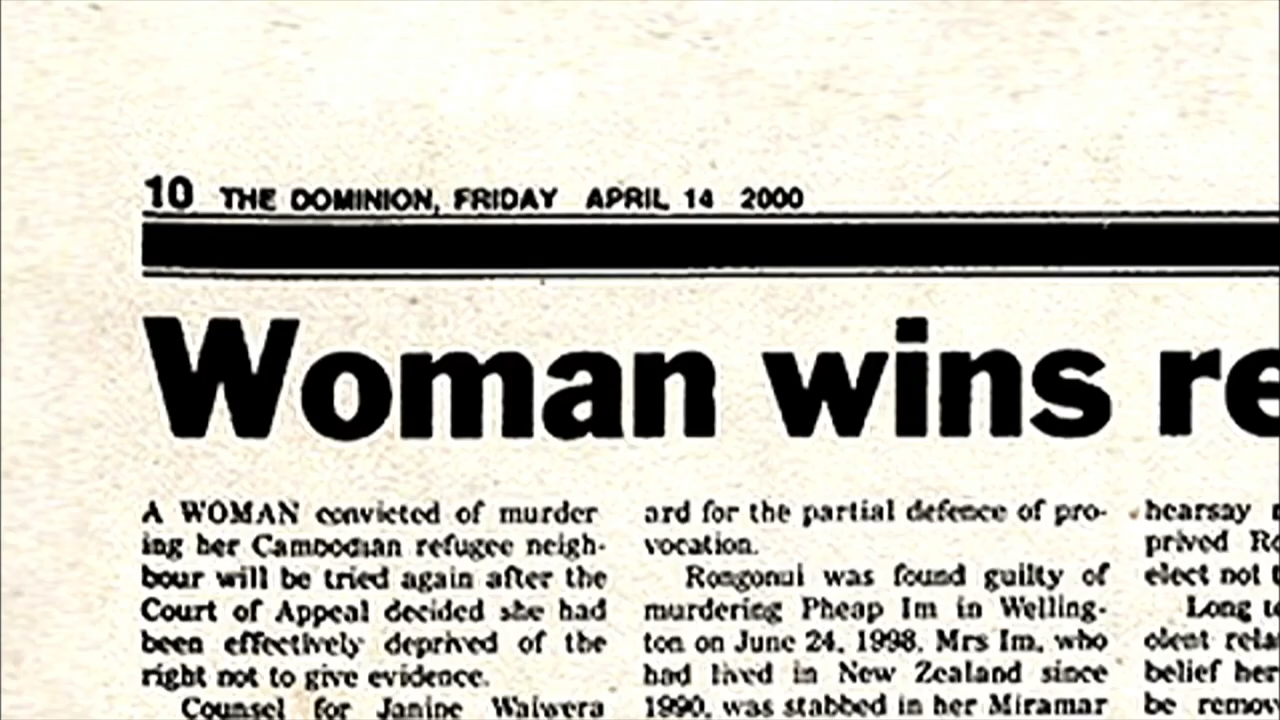 10 THE DOMINION, FRIDAY APRIL 14 2000
Woman wins re
A WOMAN convicted of murder
ing her Cambodian refugee neigh-
bour will be tried again after the
Court of Appeal decided she had
been effectively deprived of the
right not to give evidence.
Counsel for Janine Waiwera
ard for the partial defence of pro-
vocation.
Rongonui was found guilty of
murdering Pheap Im in Welling-
ton on June 24, 1998. Mrs Im, who
had lived in New Zealand since
1990, was stabbed in her Miramar
hearsay
prived Ro
elect not t
Long to
olent rela
belief her
be remov